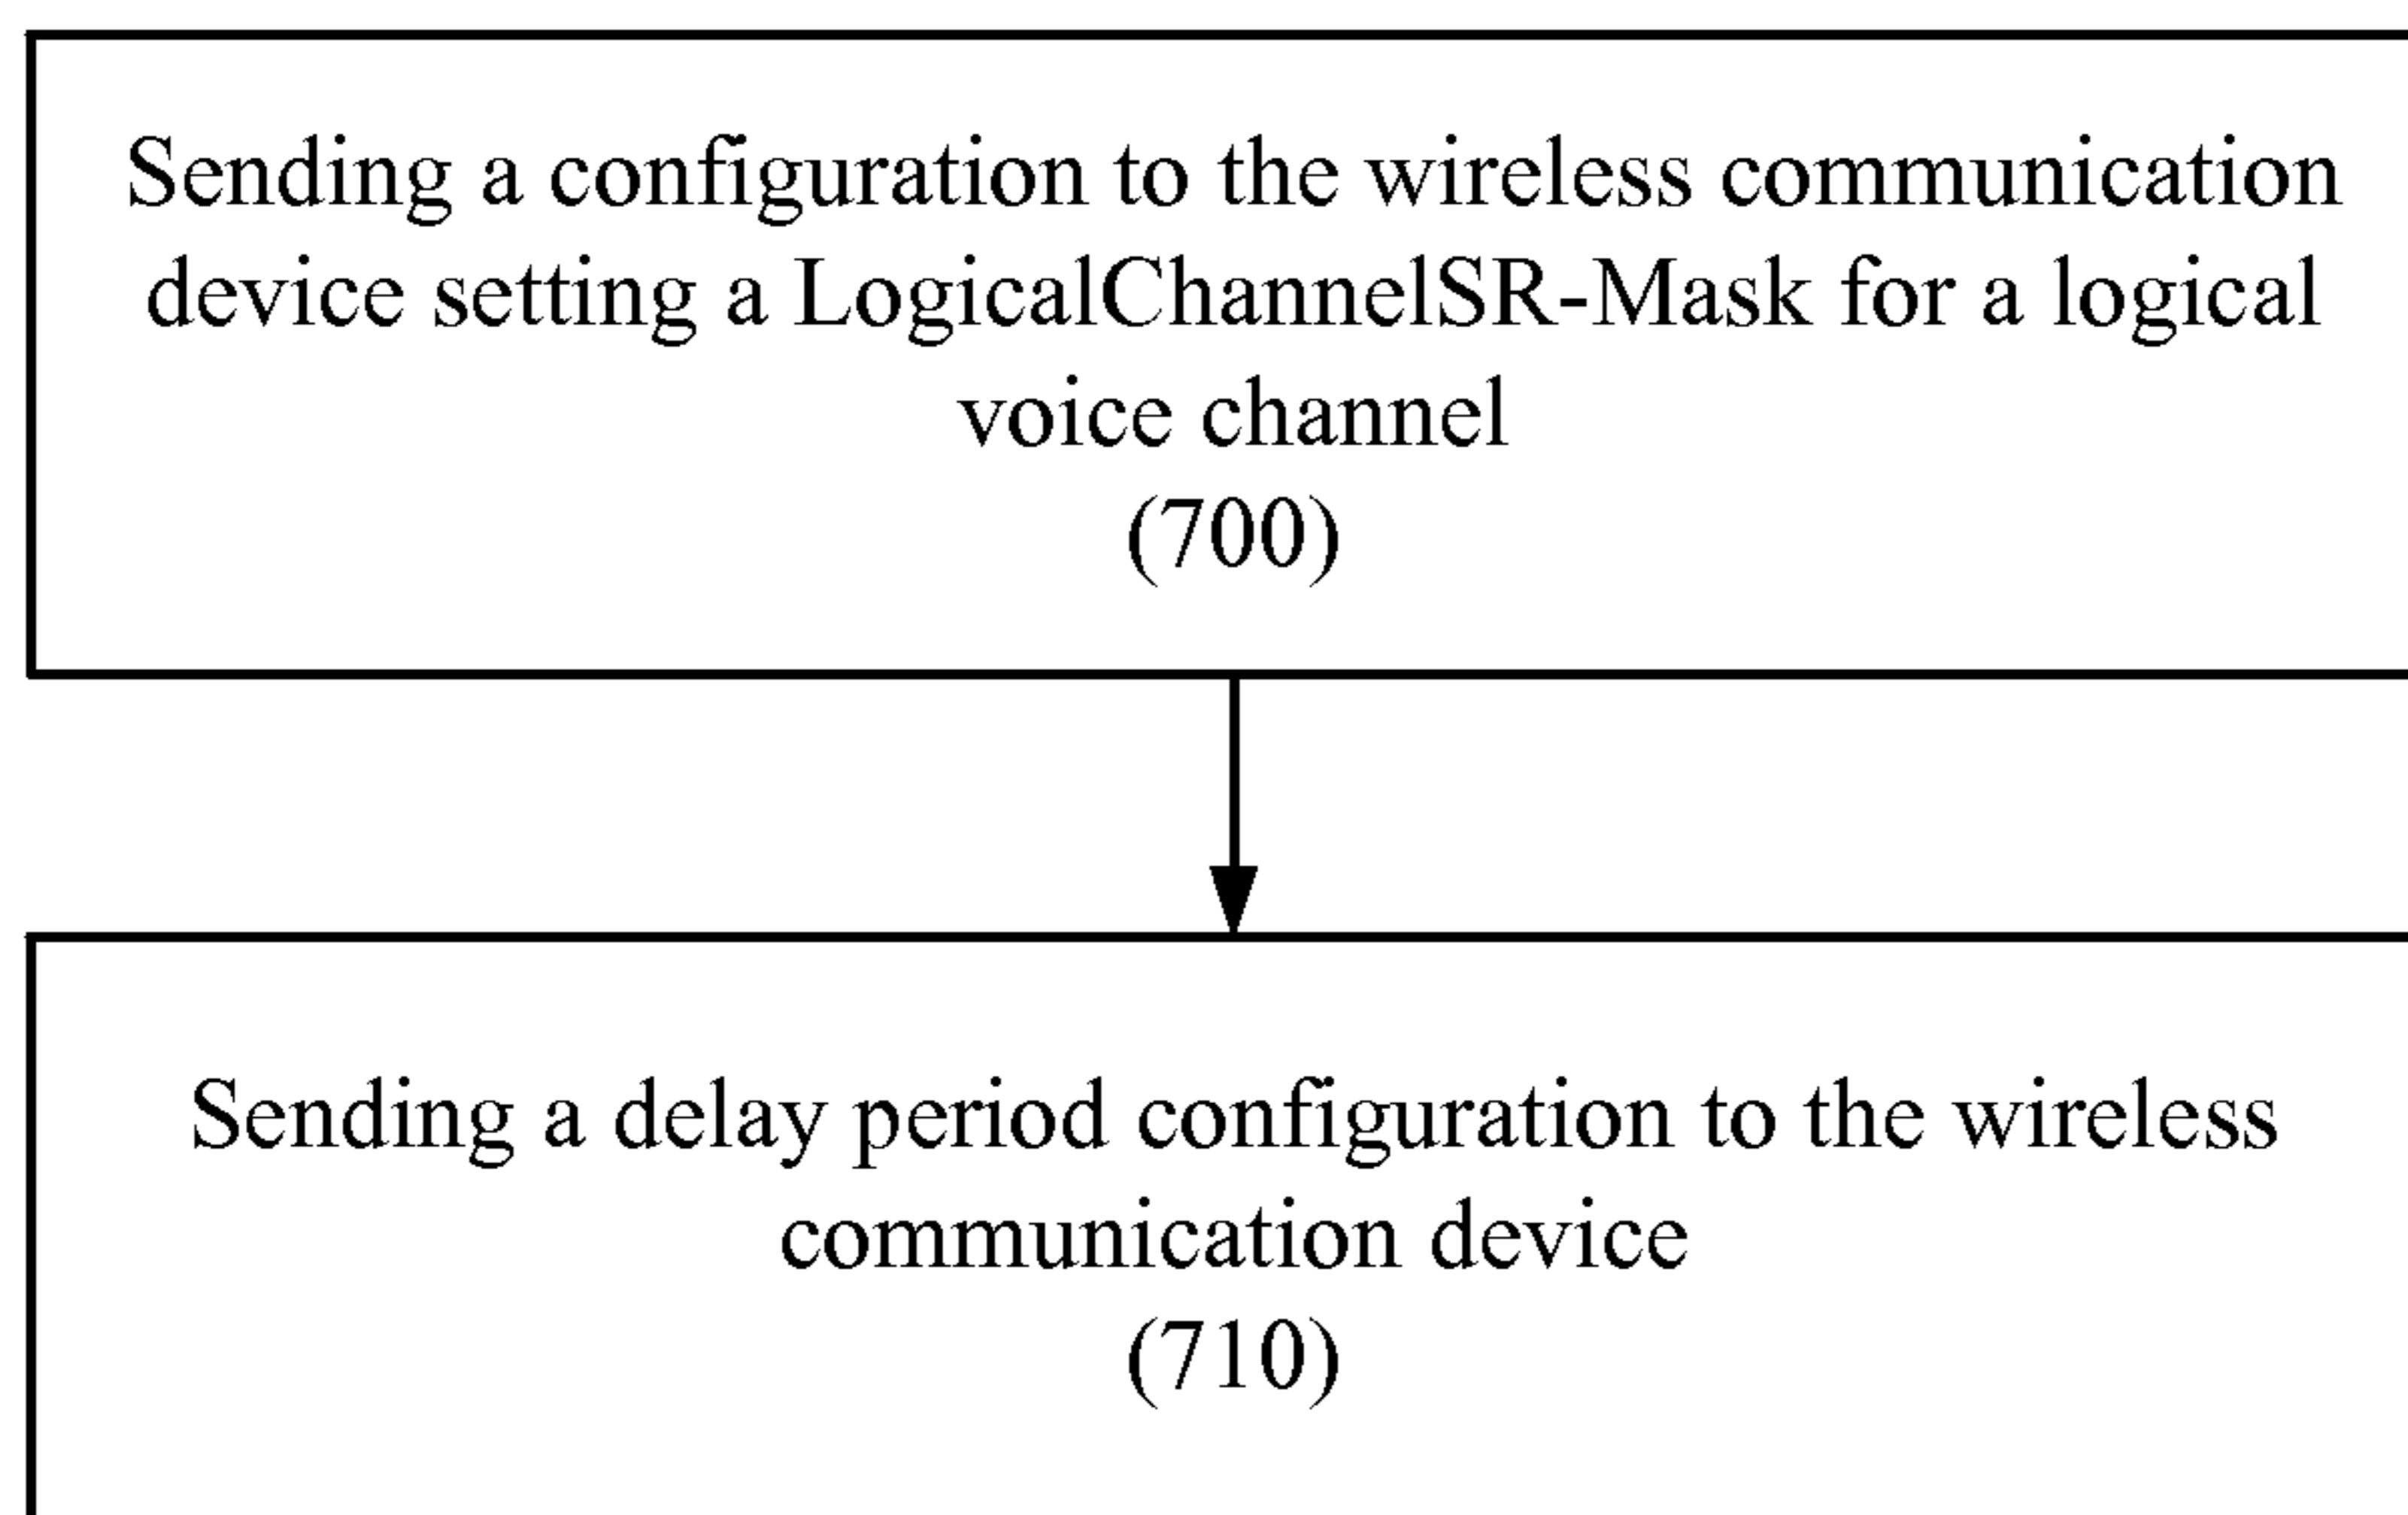 Sending a configuration to the wireless communication
device setting a LogicalChannelSR-Mask for a logical
voice channel
(700)
Sending a delay period configuration to the wireless
communication device
(710)